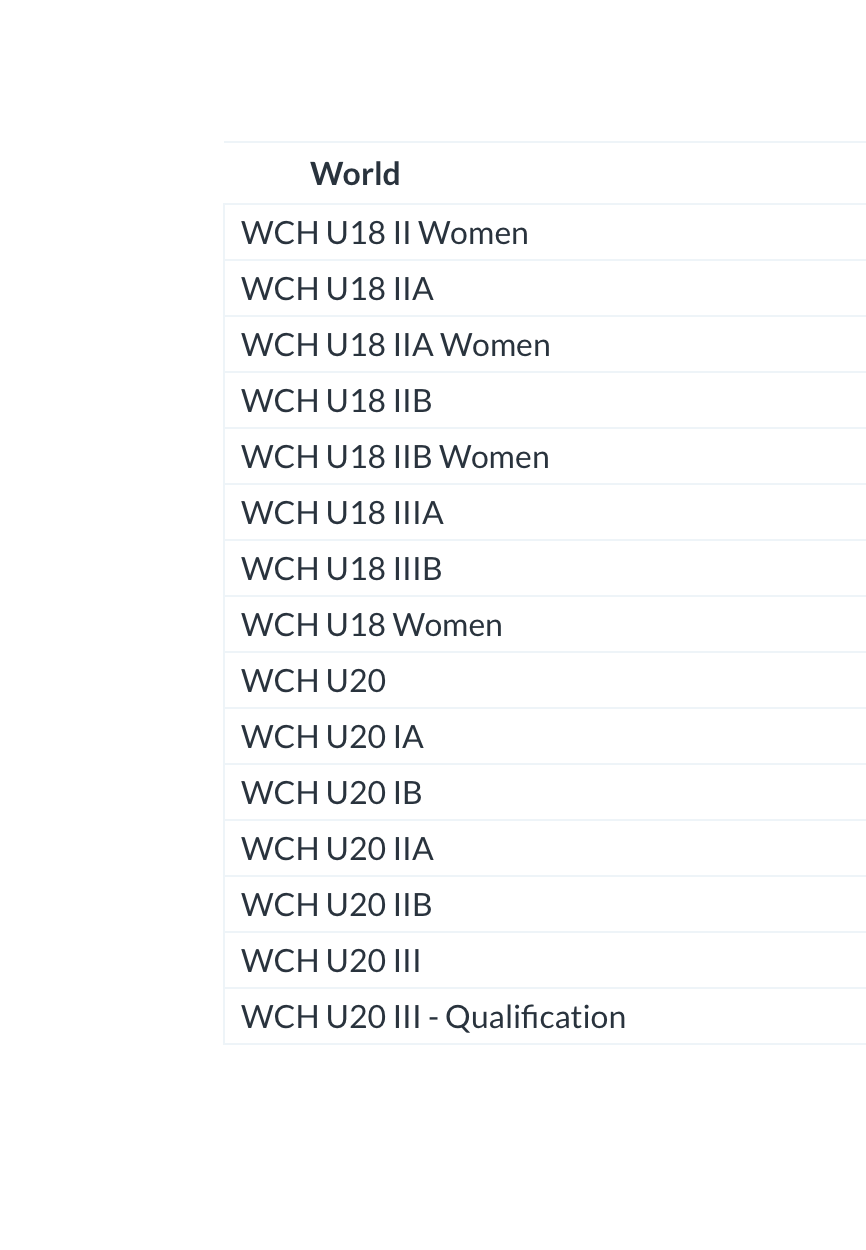 World
WCH U18 II Women
WCH U18 IIA
WCH U18 IIA Women
WCH U18 IIB
WCH U18 IIB Women
WCH U18 IIIA
WCH U18 IIIB
WCH U18 Women
WCH U20
WCH U20 IA
WCH U20 IB
WCH U20 IIA
WCH U20 IIB
WCH U20 III
WCH U20 III - Qualification